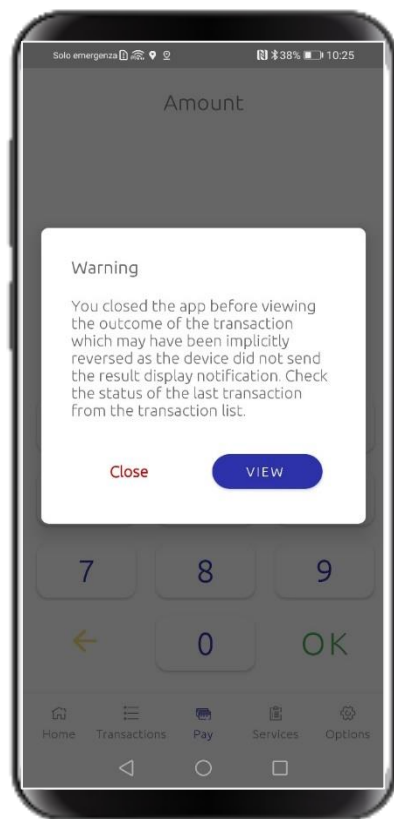 Solo emergenza 38% 10:25
Amount
Warning
You closed the app before viewing
the outcome of the transaction
which may have been implicitly
reversed as the device did not send
the result display notification. Check
the status of the last transaction
from the transaction list.
Close VIEW
7 8 9
0 OK
Home Transactions Pay Services Options